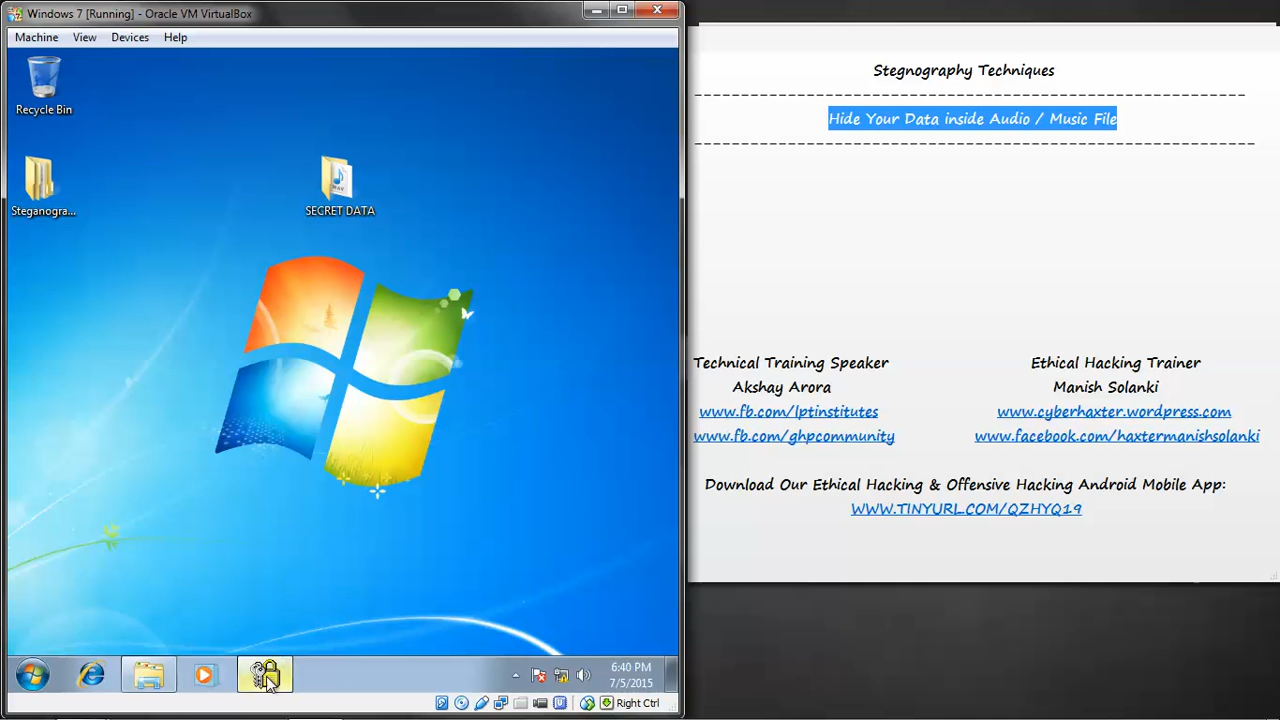 Windows 7 [Running] - Oracle VM VirtualBox
Machine View Devices Help
Recycle Bin
Steganogra...
WAV
SECRET DATA
6:40 PM
7/5/2015
Right Ctrl
Stegnography Techniques
--------------------------------------------------------------
Hide Your Data inside Audio / Music File
---------------------------------------------------------------
Technical Training Speaker
Akshay Arora
www.fb.com/lptinstitutes
www.fb.com/ghpcommunity
Ethical Hacking Trainer
Manish Solanki
www.cyberhaxter.wordpress.com
www.facebook.com/haxtermanishsolanki
Download Our Ethical Hacking & Offensive Hacking Android Mobile App:
WWW.TINYURL.COM/QZHYQ19